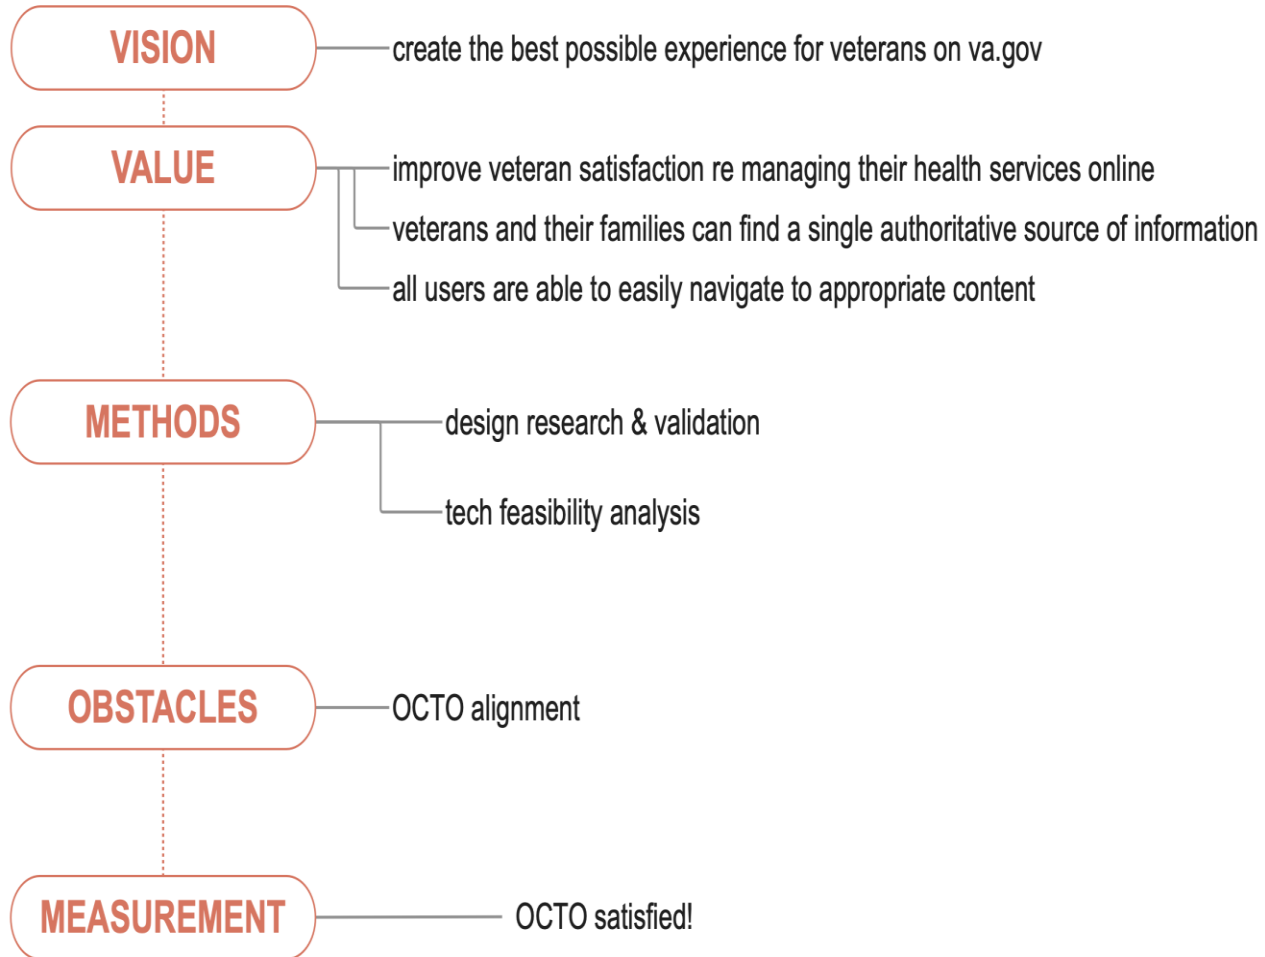 VISION
create the best possible experience for veterans on va.gov
VALUE
improve veteran satisfaction re managing their health services online
veterans and their families can find a single authoritative source of information
all users are able to easily navigate to appropriate content
METHODS
design research & validation
tech feasibility analysis
OBSTACLES
OCTO alignment
MEASUREMENT
OCTO satisfied!